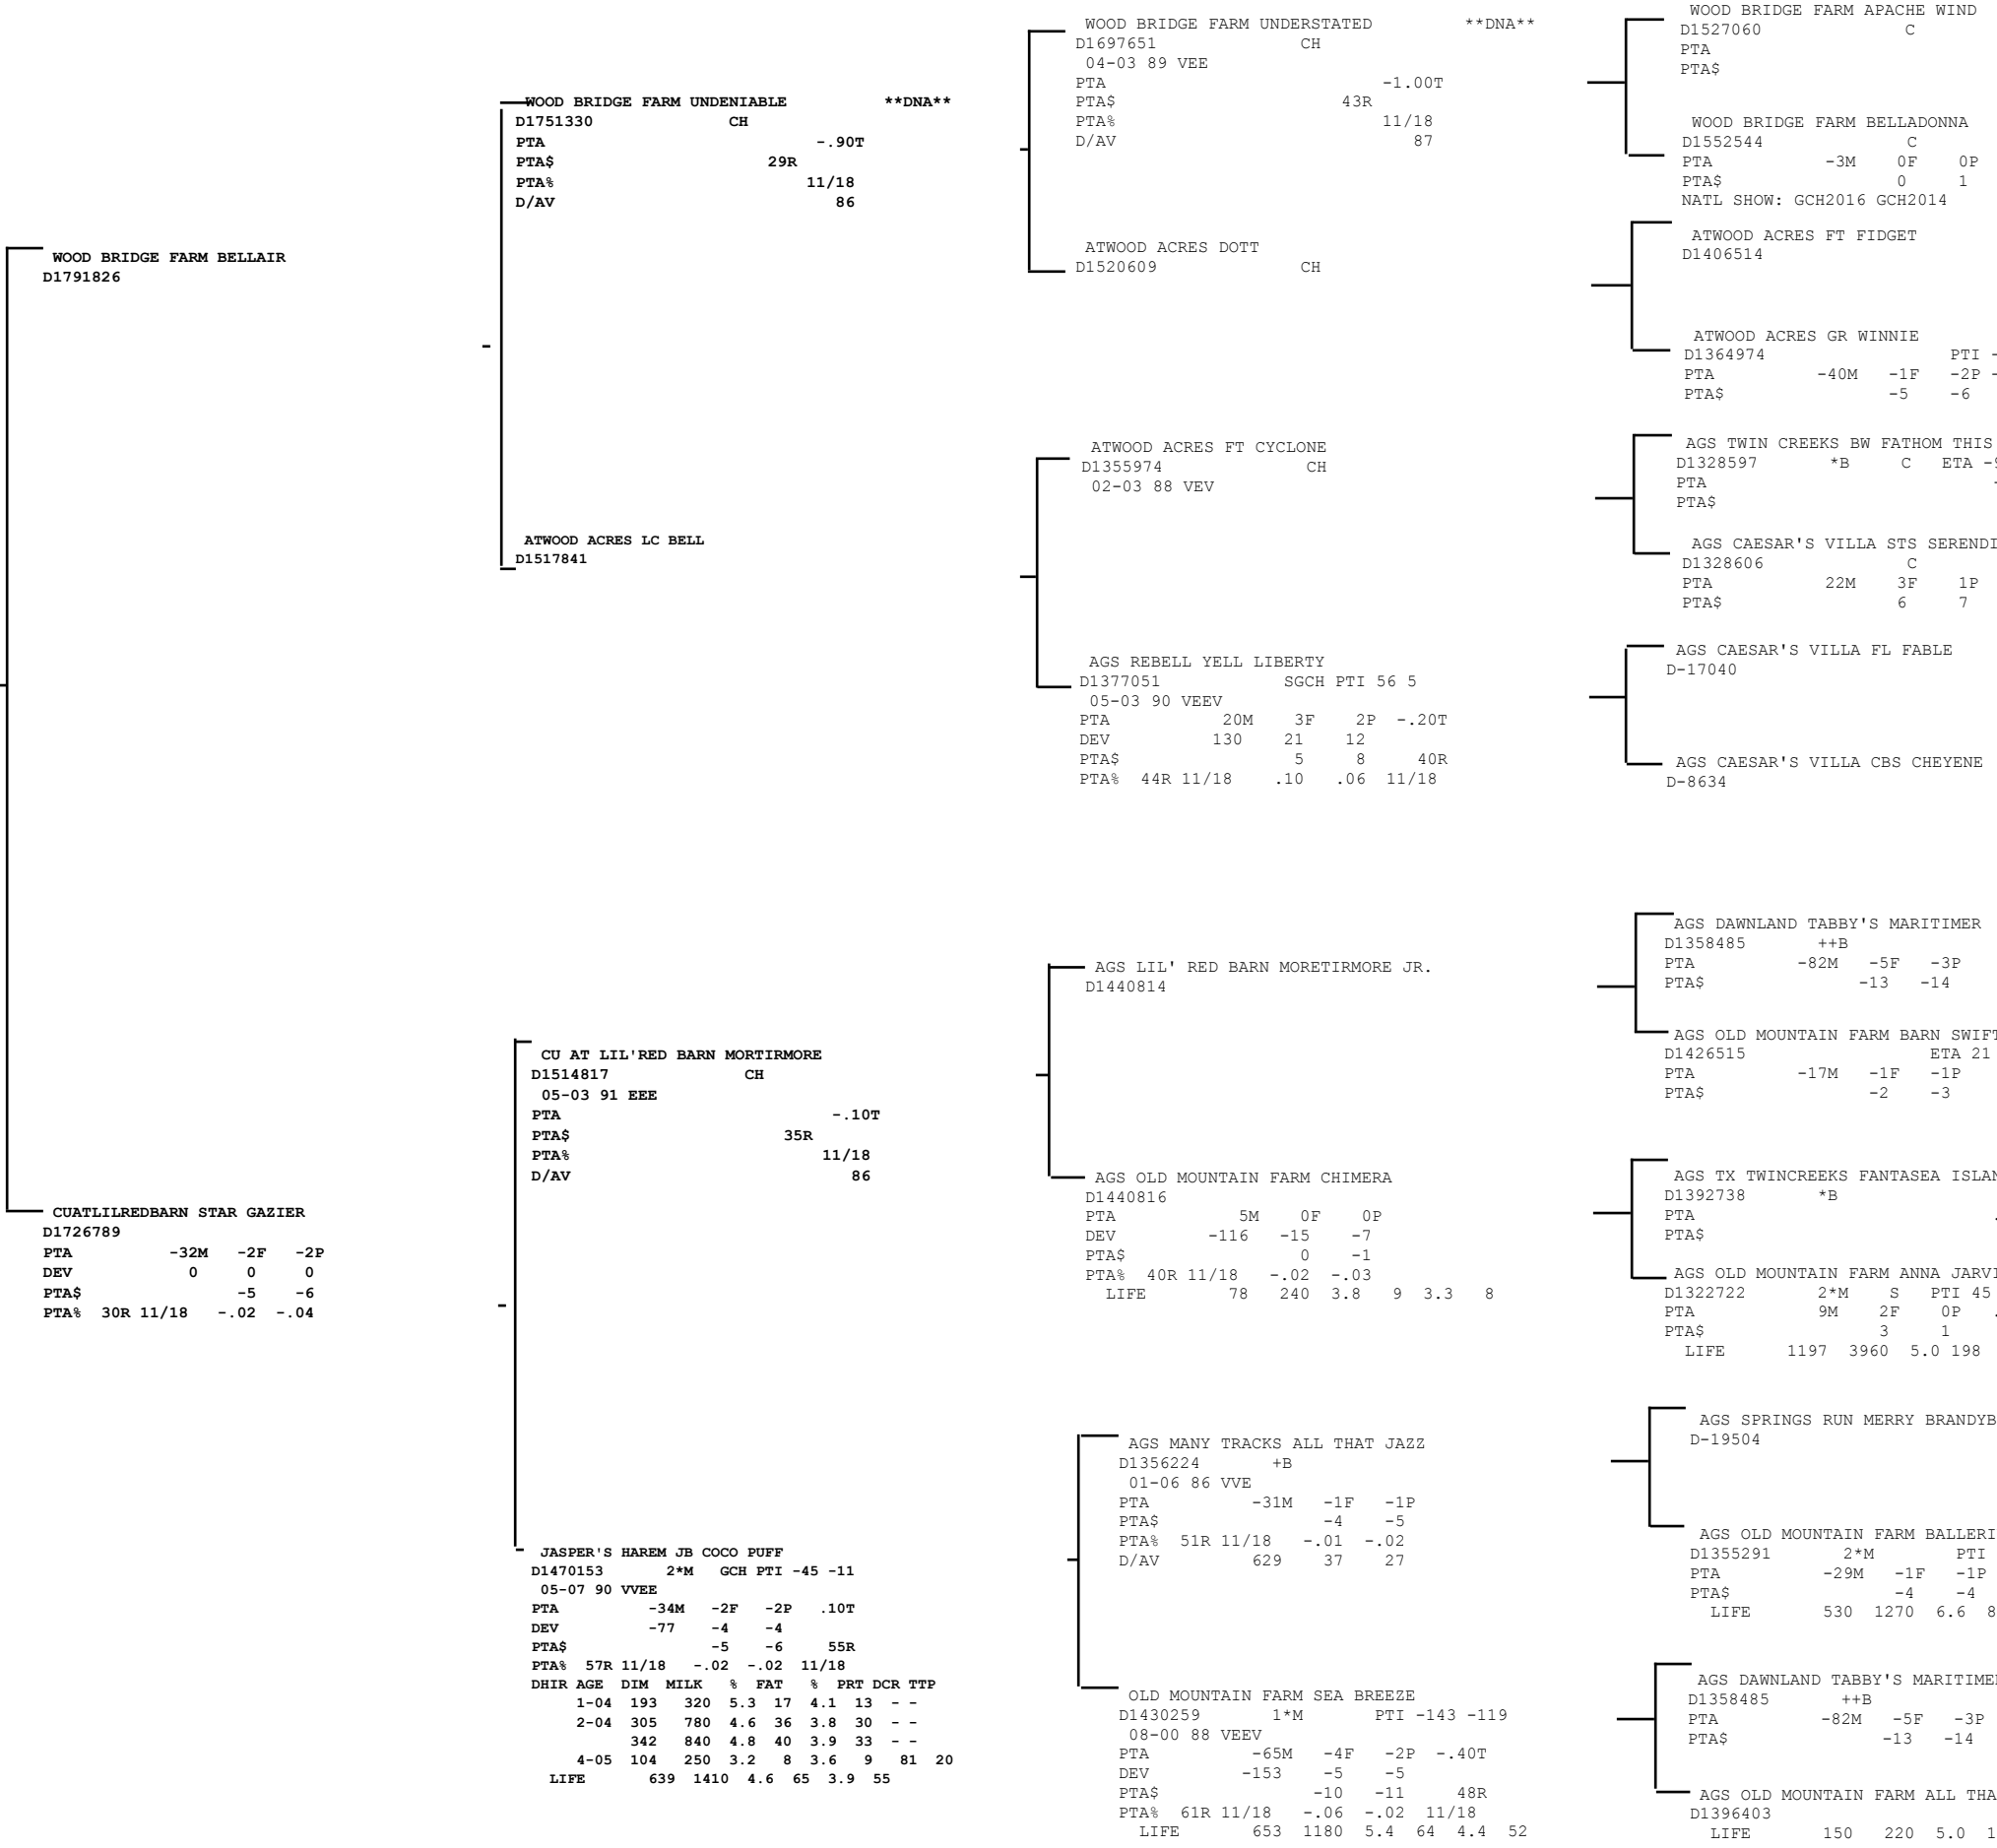 WOOD BRIDGE FARM BELLAIR
D1791826
CUATLILREDBARN STAR GAZIER
D1726789
PTA -32M -2F -2P
DEV 0 0 0
PTA$ -5 -6
PTA% 30R 11/18 -.02 -.04
WOOD BRIDGE FARM UNDENIABLE **DNA**
D1751330 CH
PTA -.90T
PTA$ 29R
PTA% 11/18
D/AV 86
ATWOOD ACRES LC BELL
D1517841
CU AT LIL'RED BARN MORTIRMORE
D1514817 CH
05-03 91 EEE
PTA -.10T
PTA$ 35R
PTA% 11/18
D/AV 86
JASPER'S HAREM JB COCO PUFF
D1470153 2*M GCH PTI -45 -11
05-07 90 VVEE
PTA -34M -2F -2P .10T
DEV -77 -4 -4
PTA$ -5 -6 55R
PTA% 57R 11/18 -.02 -.02 11/18
DHIR AGE DIM MILK % FAT % PRT DCR TTP
1-04 193 320 5.3 17 4.1 13 - -
2-04 305 780 4.6 36 3.8 30 - -
342 840 4.8 40 3.9 33 - -
4-05 104 250 3.2 8 3.6 9 81 20
LIFE 639 1410 4.6 65 3.9 55
WOOD BRIDGE FARM UNDERSTATED **DNA**
D1697651 CH
04-03 89 VEE
PTA -1.00T
PTA$ 43R
PTA% 11/18
D/AV 87
ATWOOD ACRES DOTT
D1520609 CH
ATWOOD ACRES FT CYCLONE
D1355974 CH
02-03 88 VEV
AGS REBELL YELL LIBERTY
D1377051 SGCH PTI 56 5
05-03 90 VEEV
PTA 20M 3F 2P -.20T
DEV 130 21 12
PTA$ 5 8 40R
PTA% 44R 11/18 .10 .06 11/18
AGS LIL' RED BARN MORETIRMORE JR.
D1440814
AGS OLD MOUNTAIN FARM CHIMERA
D1440816
PTA 5M 0F 0P
DEV -116 -15 -7
PTA$ 0 -1
PTA% 40R 11/18 -.02 -.03
LIFE 78 240 3.8 9 3.3 8
AGS MANY TRACKS ALL THAT JAZZ
D1356224 +B
01-06 86 VVE
PTA -31M -1F -1P
PTA$ -4 -5
PTA% 51R 11/18 -.01 -.02
D/AV 629 37 27
OLD MOUNTAIN FARM SEA BREEZE
D1430259 1*M PTI -143 -119
08-00 88 VEEV
PTA -65M -4F -2P -.40T
DEV -153 -5 -5
PTA$ -10 -11 48R
PTA% 61R 11/18 -.06 -.02 11/18
LIFE 653 1180 5.4 64 4.4 52
WOOD BRIDGE FARM APACHE WIND
D1527060 C
PTA
PTA$
WOOD BRIDGE FARM BELLADONNA
D1552544 C
PTA -3M 0F 0P
PTA$ 0 1
NATL SHOW: GCH2016 GCH2014
ATWOOD ACRES FT FIDGET
D1406514
ATWOOD ACRES GR WINNIE
D1364974 PTI -
PTA -40M -1F -2P -
PTA$ -5 -6
AGS TWIN CREEKS BW FATHOM THIS
D1328597 *B C ETA -9
PTA -
PTA$
AGS CAESAR'S VILLA STS SERENDI
D1328606 C
PTA 22M 3F 1P
PTA$ 6 7
AGS CAESAR'S VILLA FL FABLE
D-17040
AGS CAESAR'S VILLA CBS CHEYENE
D-8634
AGS DAWNLAND TABBY'S MARITIMER
D1358485 ++B
PTA -82M -5F -3P
PTA$ -13 -14
AGS OLD MOUNTAIN FARM BARN SWIFT
D1426515 ETA 21
PTA -17M -1F -1P
PTA$ -2 -3
AGS TX TWINCREEKS FANTASEA ISLAN
D1392738 *B
PTA .
PTA$
AGS OLD MOUNTAIN FARM ANNA JARVI
D1322722 2*M S PTI 45
PTA 9M 2F 0P .
PTA$ 3 1
LIFE 1197 3960 5.0 198
AGS SPRINGS RUN MERRY BRANDYB
D-19504
AGS OLD MOUNTAIN FARM BALLERI
D1355291 2*M PTI
PTA -29M -1F -1P
PTA$ -4 -4
LIFE 530 1270 6.6 8
AGS DAWNLAND TABBY'S MARITIME
D1358485 ++B
PTA -82M -5F -3P
PTA$ -13 -14
AGS OLD MOUNTAIN FARM ALL THA
D1396403
LIFE 150 220 5.0 1